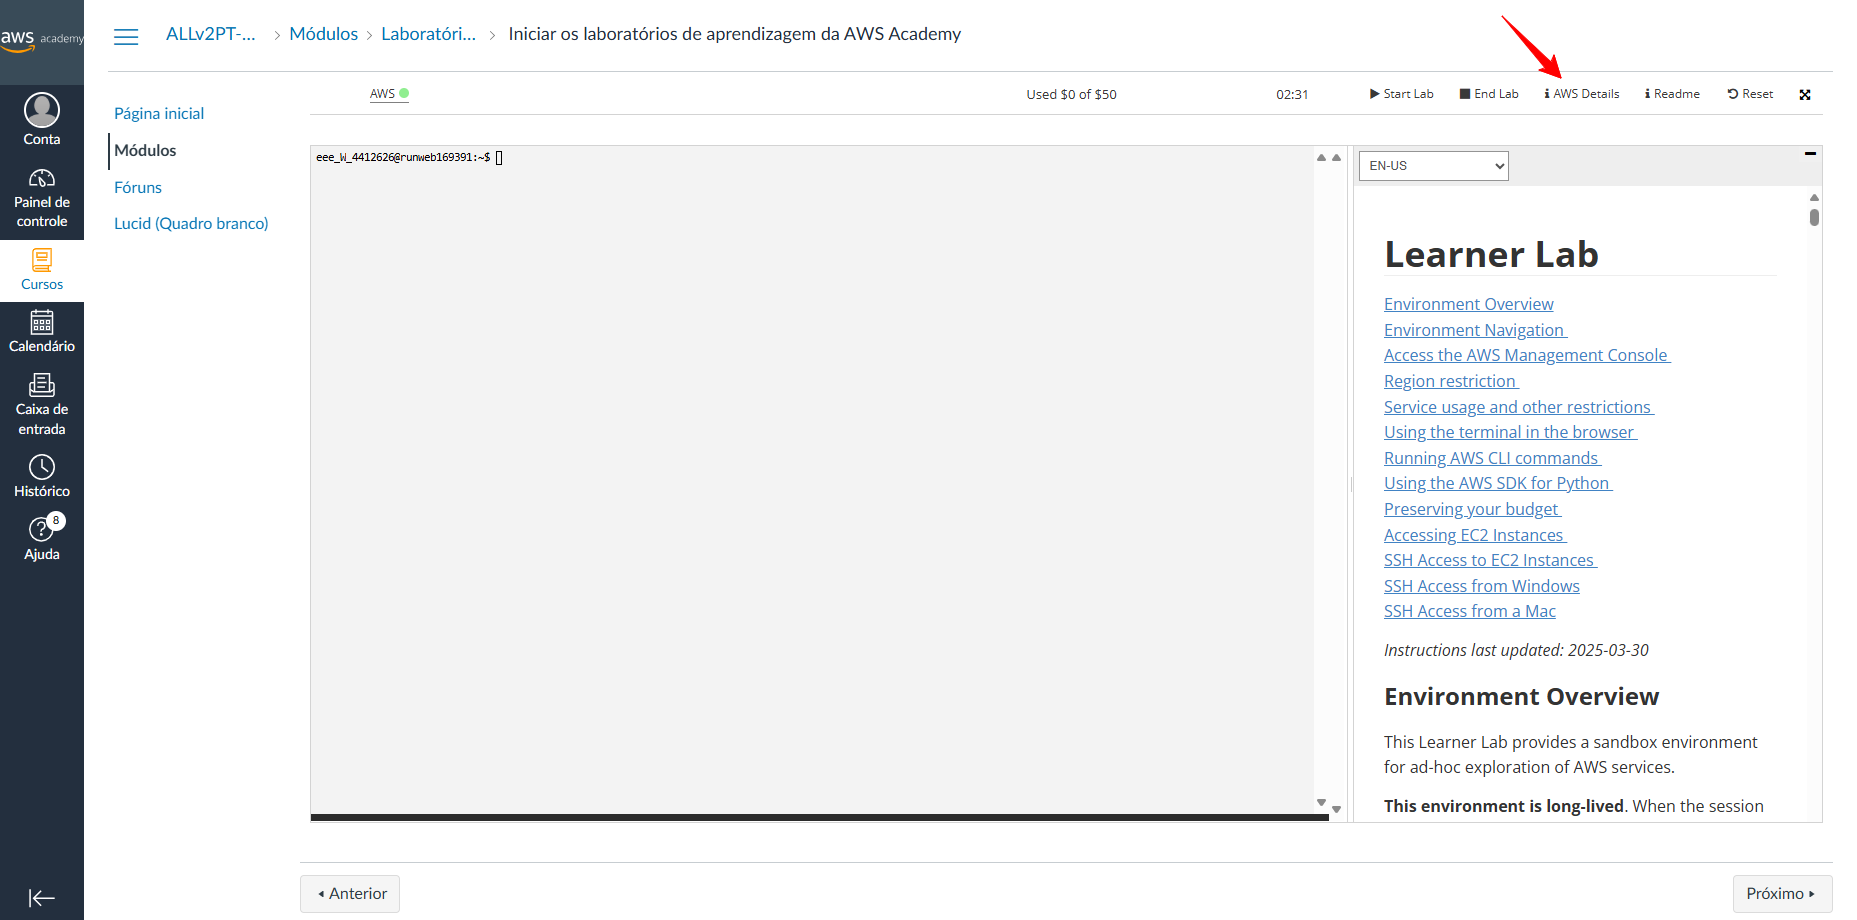 aws academy
ALLv2PT-... > Módulos > Laboratóri... > Iniciar os laboratórios de aprendizagem da AWS Academy
Conta
Painel de
controle
Cursos
Calendário
Caixa de
entrada
Histórico
8
Ajuda
Página inicial
Módulos
Fóruns
Lucid (Quadro branco)
AWS Used $0 of $50 02:31 Start Lab End Lab AWS Details Readme Reset
eee_W_4412626@runweb169391:~$
EN-US
Learner Lab
Environment Overview
Environment Navigation
Access the AWS Management Console
Region restriction
Service usage and other restrictions
Using the terminal in the browser
Running AWS CLI commands
Using the AWS SDK for Python
Preserving your budget
Accessing EC2 Instances
SSH Access to EC2 Instances
SSH Access from Windows
SSH Access from a Mac
Instructions last updated: 2025-03-30
Environment Overview
This Learner Lab provides a sandbox environment
for ad-hoc exploration of AWS services.
This environment is long-lived. When the session
Anterior
Próximo